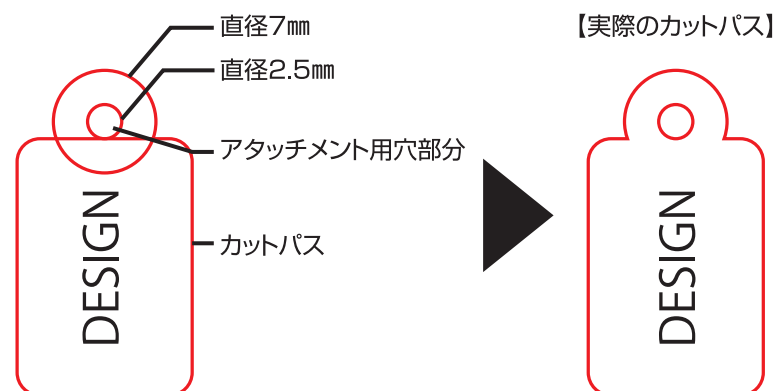 直径7㎜
【実際のカットパス】
直径2.5㎜
アタッチメント用穴部分
カットパス
DESIGN
DESIGN